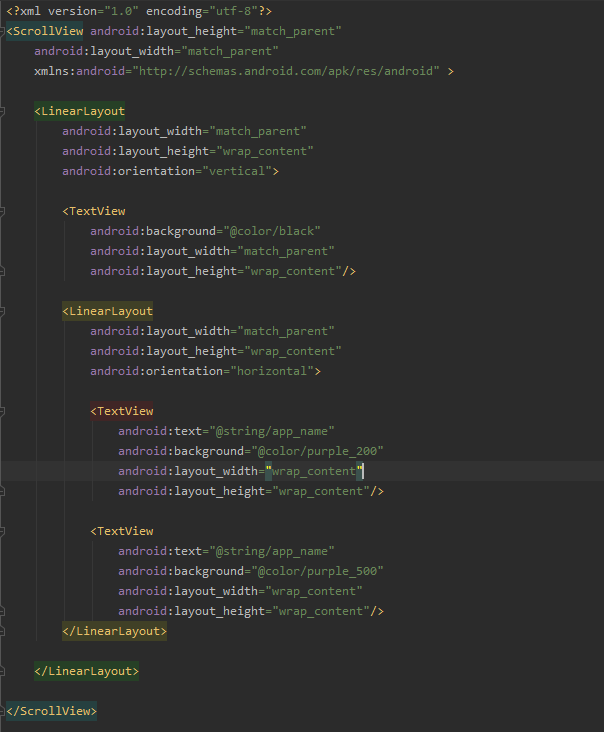 <?xml version="1.0" encoding="utf-8"?>
<ScrollView android:layout_height="match_parent"
    android:layout_width="match_parent"
    xmlns:android="http://schemas.android.com/apk/res/android" >

    <LinearLayout
        android:layout_width="match_parent"
        android:layout_height="wrap_content"
        android:orientation="vertical">

        <TextView
            android:background="@color/black"
            android:layout_width="match_parent"
            android:layout_height="wrap_content"/>

        <LinearLayout
            android:layout_width="match_parent"
            android:layout_height="wrap_content"
            android:orientation="horizontal">

            <TextView
                android:text="@string/app_name"
                android:background="@color/purple_200"
                android:layout_width="wrap_content"
                android:layout_height="wrap_content"/>

            <TextView
                android:text="@string/app_name"
                android:background="@color/purple_500"
                android:layout_width="wrap_content"
                android:layout_height="wrap_content"/>
        </LinearLayout>

    </LinearLayout>

</ScrollView>